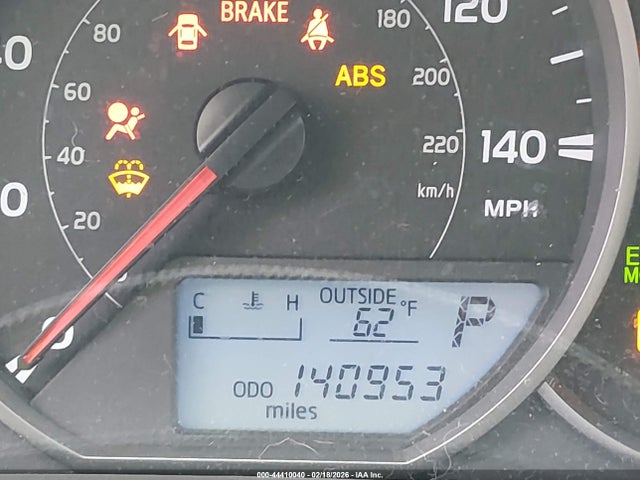 BRAKE
80
180
120
ABS
200
60
220
140
40
km/h
MPH
20
0
C
H
OUTSIDE
62 °F
P
ODO 140953
miles
000-44410040 - 02/18/2026 - IAA Inc.